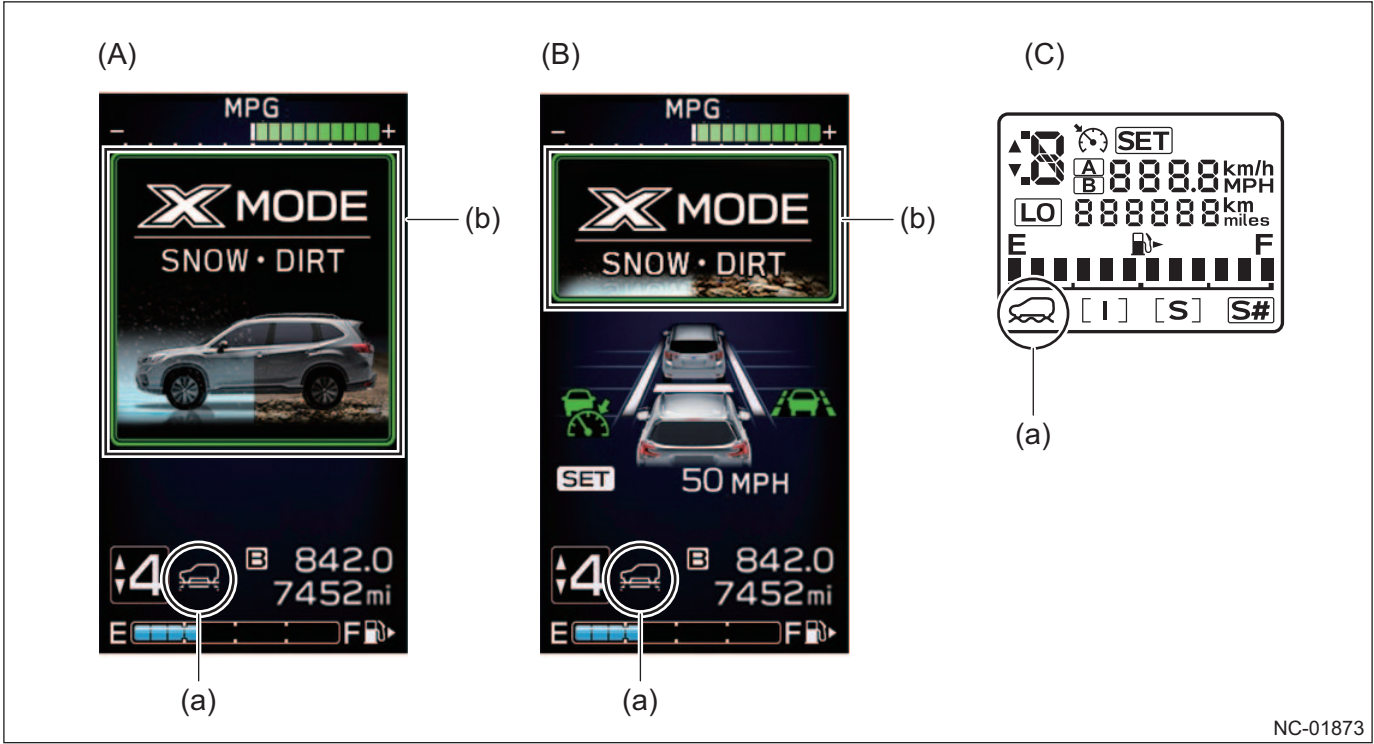 (A)
MPG
- +
X MODE
SNOW • DIRT
(b)
4 B 842.0
7452mi
E F
(a)
(B)
MPG
- +
X MODE
SNOW • DIRT
(b)
SET 50 MPH
4 B 842.0
7452mi
E F
(a)
(C)
8 SET
A B 888.8 km/h MPH
LO 888888 km miles
E F
[I] [S] S#
(a)
NC-01873